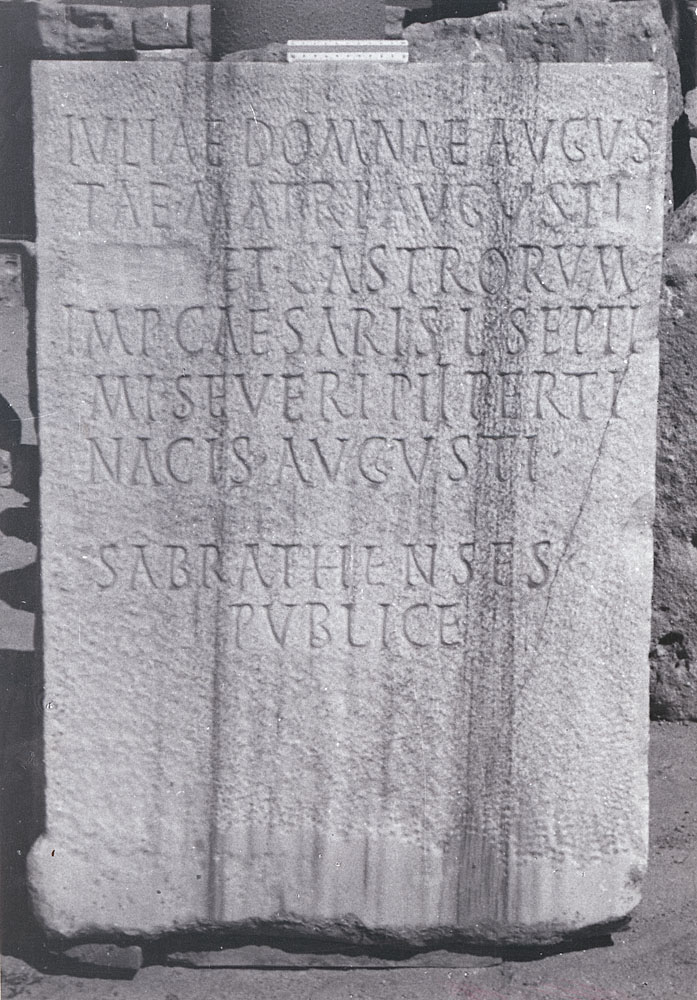 IVLIAE DOMNAE AVGVS
TAE MATRI AVGVSTI
ET CASTRORVM
IMP CAESARIS L SEPTI
MI SEVERI PII PERTI
NACIS AVGVSTI
SABRATHENSES
PVBLICE